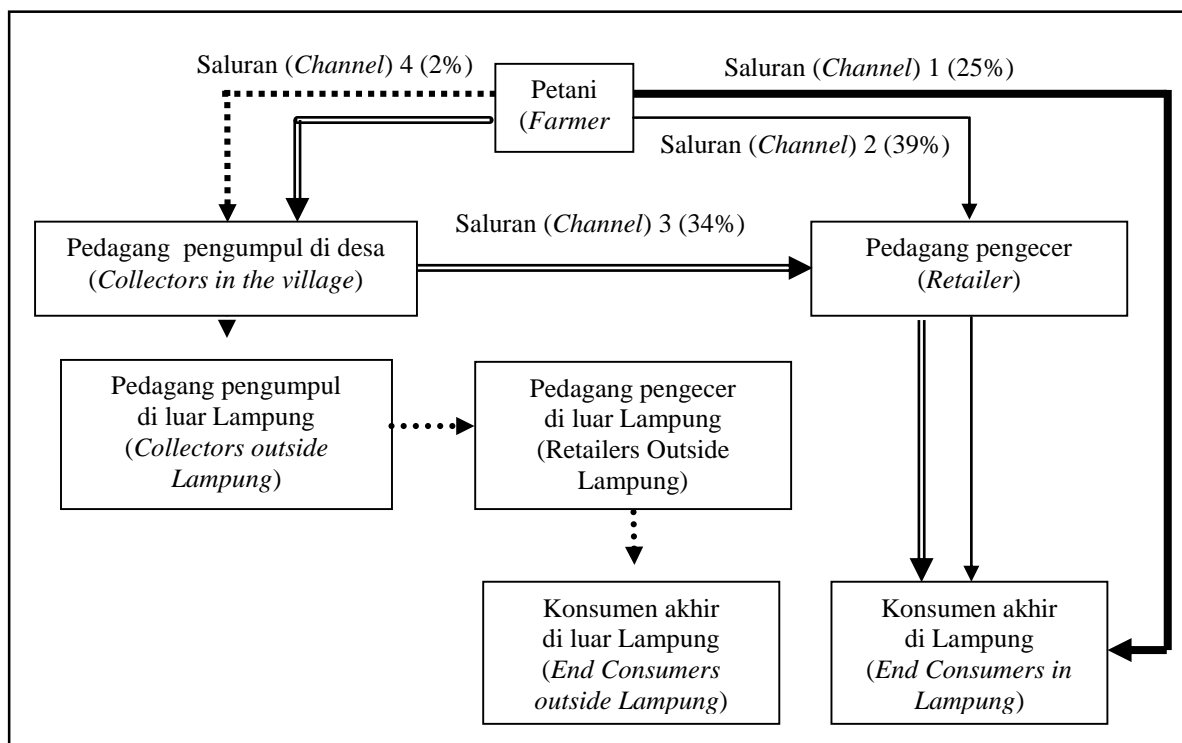 Saluran (Channel) 4 (2%)
Saluran (Channel) 1 (25%)
Petani
(Farmer
Saluran (Channel) 2 (39%)
Saluran (Channel) 3 (34%)
Pedagang pengumpul di desa
(Collectors in the village)
Pedagang pengecer
(Retailer)
Pedagang pengumpul
di luar Lampung
(Collectors outside
Lampung)
Pedagang pengecer
di luar Lampung
(Retailers Outside
Lampung)
Konsumen akhir
di luar Lampung
(End Consumers
outside Lampung)
Konsumen akhir
di Lampung
(End Consumers in
Lampung)